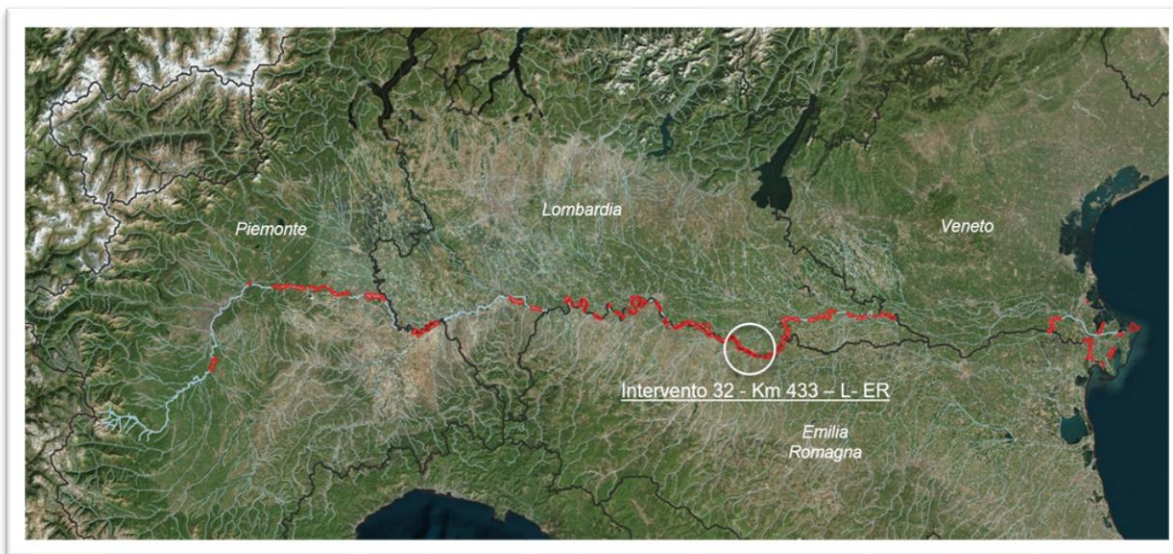 Piemonte
Lombardia
Veneto
Intervento 32 - Km 433 – L- ER
Emilia
Romagna